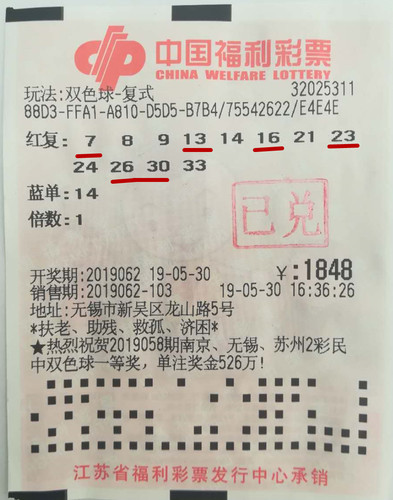 中国福利彩票
CHINA WELFARE LOTTERY
玩法:双色球-复式 32025311
88D3-FFA1-A810-D5D5-B7B4/75542622/E4E4E
红复: 7 8 9 13 14 16 21 23
24 26 30 33
蓝单: 14
倍数: 1
已兑
开奖期:2019062 19-05-30 ¥:1848
销售期:2019062-103 19-05-30 16:36:26
地址:无锡市新吴区龙山路5号
*扶老、助残、救孤、济困*
★热烈祝贺2019058期南京、无锡、苏州2彩民
中双色球一等奖,单注奖金526万!
江苏省福利彩票发行中心承销